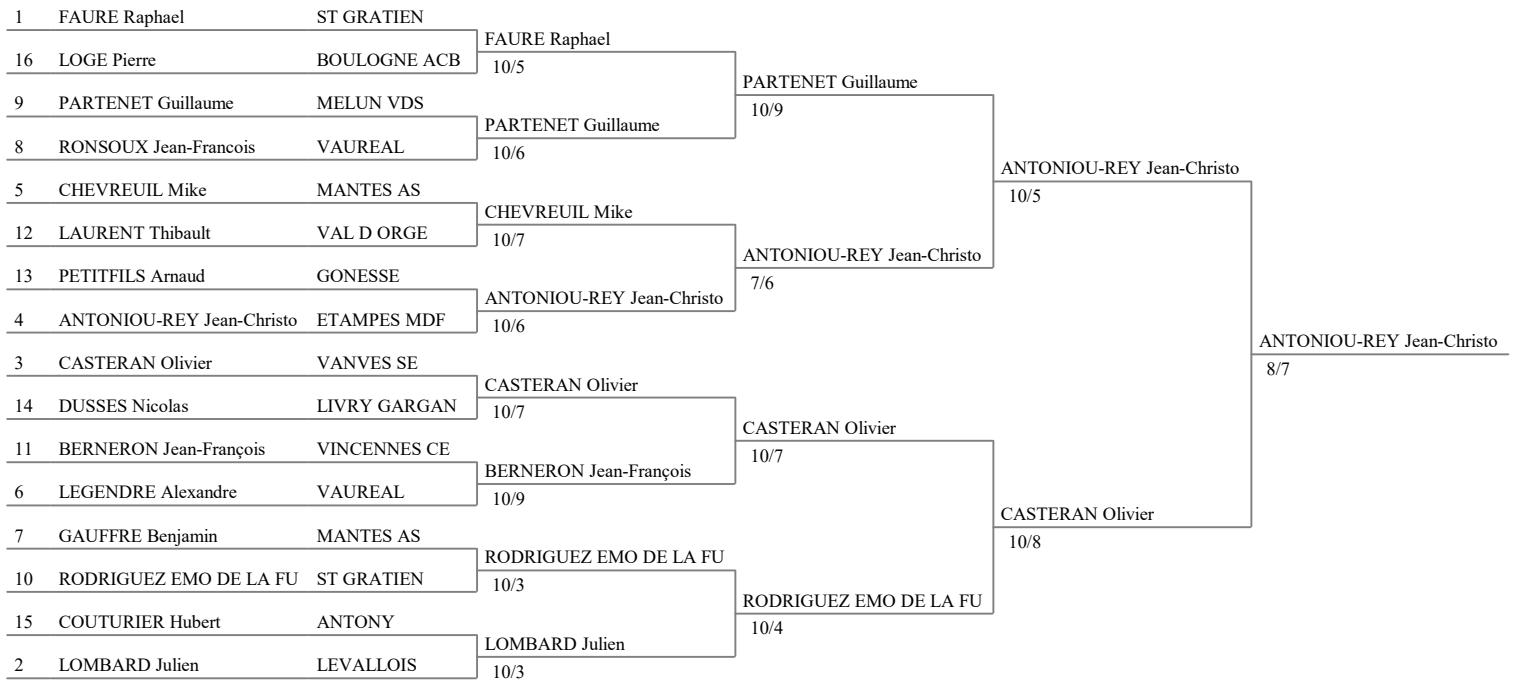 1 FAURE Raphael ST GRATIEN
FAURE Raphael
16 LOGE Pierre BOULOGNE ACB
10/5
PARTENET Guillaume
9 PARTENET Guillaume MELUN VDS
10/9
PARTENET Guillaume
8 RONSOUX Jean-Francois VAUREAL
10/6
ANTONIOU-REY Jean-Christo
5 CHEVREUIL Mike MANTES AS
10/5
CHEVREUIL Mike
12 LAURENT Thibault VAL D ORGE
10/7
ANTONIOU-REY Jean-Christo
13 PETITFILS Arnaud GONESSE
7/6
ANTONIOU-REY Jean-Christo
4 ANTONIOU-REY Jean-Christo ETAMPES MDF
10/6
ANTONIOU-REY Jean-Christo
3 CASTERAN Olivier VANVES SE
8/7
CASTERAN Olivier
14 DUSSES Nicolas LIVRY GARGAN
10/7
CASTERAN Olivier
11 BERNERON Jean-François VINCENNES CE
10/7
BERNERON Jean-François
6 LEGENDRE Alexandre VAUREAL
10/9
CASTERAN Olivier
7 GAUFFRE Benjamin MANTES AS
10/8
RODRIGUEZ EMO DE LA FU
10 RODRIGUEZ EMO DE LA FU ST GRATIEN
10/3
RODRIGUEZ EMO DE LA FU
15 COUTURIER Hubert ANTONY
10/4
LOMBARD Julien
2 LOMBARD Julien LEVALLOIS
10/3